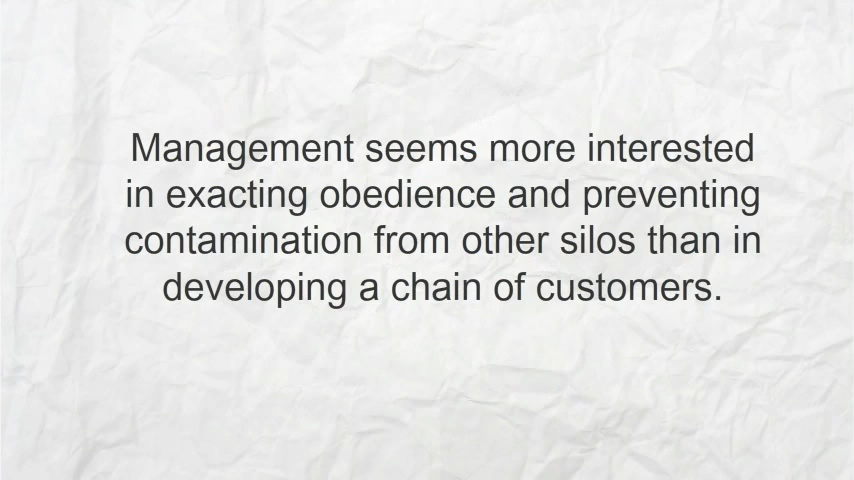 Management seems more interested
in exacting obedience and preventing
contamination from other silos than in
developing a chain of customers.